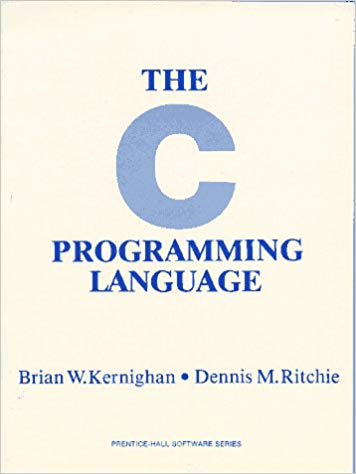 THE
C
PROGRAMMING
LANGUAGE
Brian W. Kernighan • Dennis M. Ritchie
PRENTICE-HALL SOFTWARE SERIES